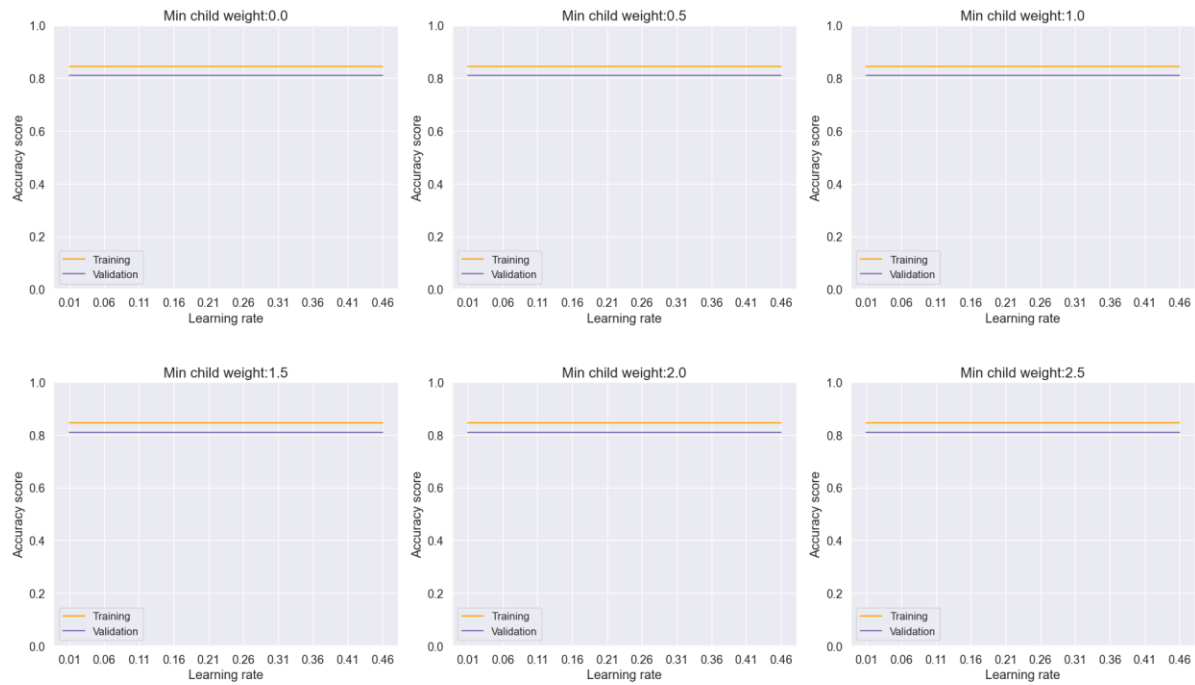 Min child weight:0.0
1.0
0.8
0.6
0.4
0.2
0.0
Accuracy score
Training
Validation
0.01 0.06 0.11 0.16 0.21 0.26 0.31 0.36 0.41 0.46
Learning rate
Min child weight:0.5
1.0
0.8
0.6
0.4
0.2
0.0
Accuracy score
Training
Validation
0.01 0.06 0.11 0.16 0.21 0.26 0.31 0.36 0.41 0.46
Learning rate
Min child weight:1.0
1.0
0.8
0.6
0.4
0.2
0.0
Accuracy score
Training
Validation
0.01 0.06 0.11 0.16 0.21 0.26 0.31 0.36 0.41 0.46
Learning rate
Min child weight:1.5
1.0
0.8
0.6
0.4
0.2
0.0
Accuracy score
Training
Validation
0.01 0.06 0.11 0.16 0.21 0.26 0.31 0.36 0.41 0.46
Learning rate
Min child weight:2.0
1.0
0.8
0.6
0.4
0.2
0.0
Accuracy score
Training
Validation
0.01 0.06 0.11 0.16 0.21 0.26 0.31 0.36 0.41 0.46
Learning rate
Min child weight:2.5
1.0
0.8
0.6
0.4
0.2
0.0
Accuracy score
Training
Validation
0.01 0.06 0.11 0.16 0.21 0.26 0.31 0.36 0.41 0.46
Learning rate